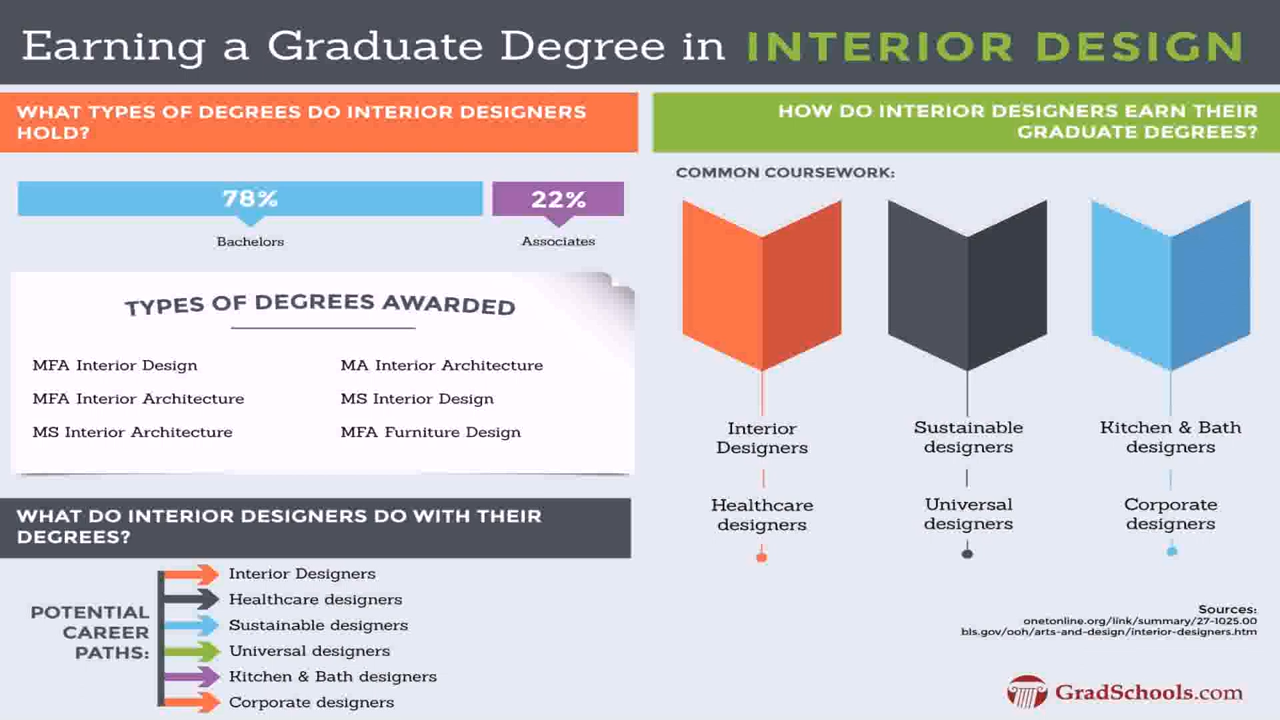 Earning a Graduate Degree in INTERIOR DESIGN
WHAT TYPES OF DEGREES DO INTERIOR DESIGNERS
HOLD?
78%
22%
Bachelors
Associates
TYPES OF DEGREES AWARDED
MFA Interior Design
MA Interior Architecture
MFA Interior Architecture
MS Interior Design
MS Interior Architecture
MFA Furniture Design
WHAT DO INTERIOR DESIGNERS DO WITH THEIR
DEGREES?
POTENTIAL
CAREER
PATHS:
Interior Designers
Healthcare designers
Sustainable designers
Universal designers
Kitchen & Bath designers
Corporate designers
HOW DO INTERIOR DESIGNERS EARN THEIR
GRADUATE DEGREES?
COMMON COURSEWORK:
Interior
Designers
Sustainable
designers
Kitchen & Bath
designers
Healthcare
designers
Universal
designers
Corporate
designers
Sources:
onetonline.org/link/summary/27-1025.00
bls.gov/ooh/arts-and-design/interior-designers.htm
GradSchools.com